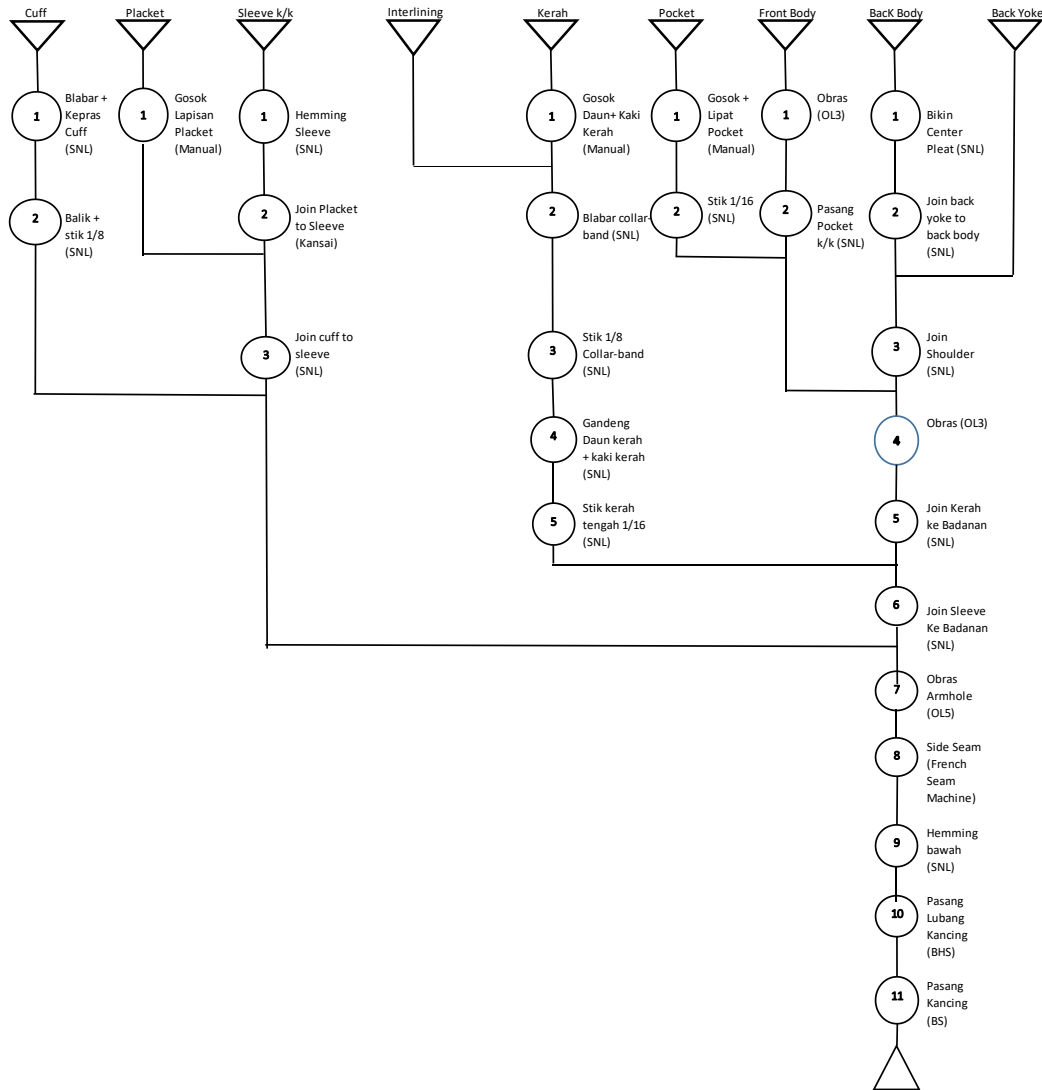 Cuff
Placket
Sleeve k/k
Interlining
Kerah
Pocket
Front Body
BacK Body
Back Yoke
1
Blabar +
Kepras
Cuff
(SNL)
2
Balik +
stik 1/8
(SNL)
1
Gosok
Lapisan
Placket
(Manual)
1
Hemming
Sleeve
(SNL)
2
Join Placket
to Sleeve
(Kansai)
3
Join cuff to
sleeve
(SNL)
1
Gosok
Daun+ Kaki
Kerah
(Manual)
2
Blabar collar-
band (SNL)
3
Stik 1/8
Collar-band
(SNL)
4
Gandeng
Daun kerah
+ kaki kerah
(SNL)
5
Stik kerah
tengah 1/16
(SNL)
1
Gosok +
Lipat
Pocket
(Manual)
2
Stik 1/16
(SNL)
1
Obras
(OL3)
2
Pasang
Pocket
k/k (SNL)
1
Bikin
Center
Pleat (SNL)
2
Join back
yoke to
back body
(SNL)
3
Join
Shoulder
(SNL)
4
Obras (OL3)
5
Join Kerah
ke Badanan
(SNL)
6
Join Sleeve
Ke Badanan
(SNL)
7
Obras
Armhole
(OL5)
8
Side Seam
(French
Seam
Machine)
9
Hemming
bawah
(SNL)
10
Pasang
Lubang
Kancing
(BHS)
11
Pasang
Kancing
(BS)